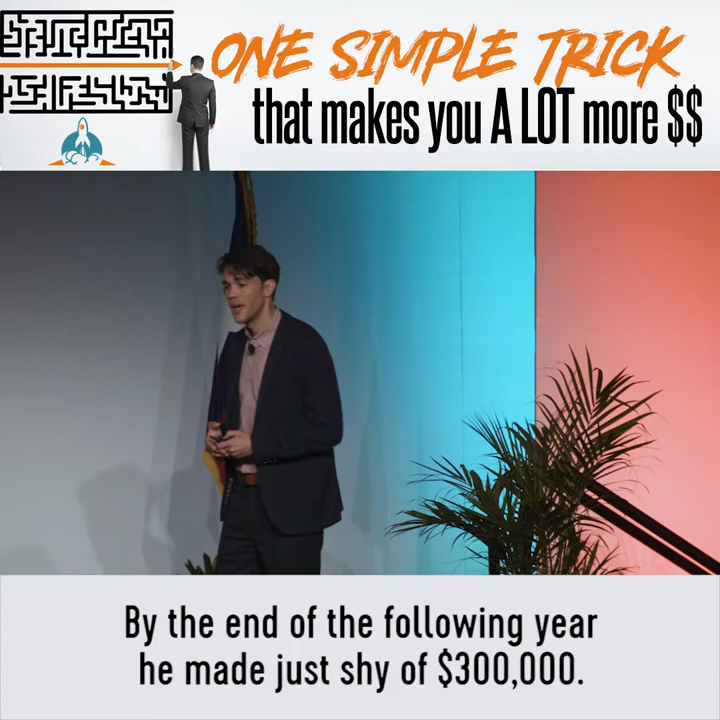 ONE SIMPLE TRICK
that makes you A LOT more $$
By the end of the following year
he made just shy of $300,000.